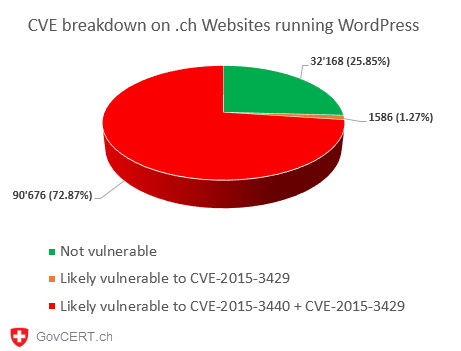 CVE breakdown on .ch Websites running WordPress
32'168 (25.85%)
1586 (1.27%)
90'676 (72.87%)
Not vulnerable
Likely vulnerable to CVE-2015-3429
Likely vulnerable to CVE-2015-3440 + CVE-2015-3429
GovCERT.ch